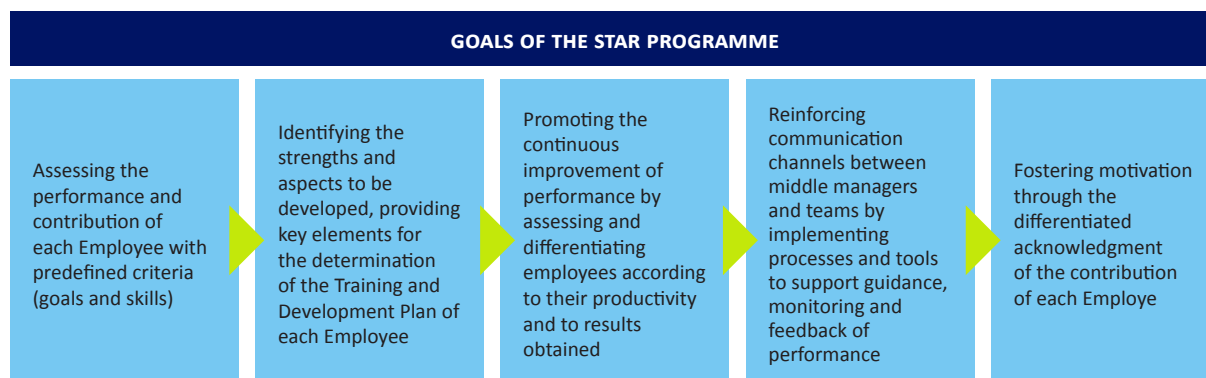 GOALS OF THE STAR PROGRAMME
Assessing the
performance and
contribution of
each Employee with
predefined criteria
(goals and skills)
Identifying the
strengths and
aspects to be
developed, providing
key elements for
the determination
of the Training and
Development Plan of
each Employee
Promoting the
continuous
improvement of
performance by
assessing and
differentiating
employees according
to their productivity
and to results
obtained
Reinforcing
communication
channels between
middle managers
and teams by
implementing
processes and tools
to support guidance,
monitoring and
feedback of
performance
Fostering motivation
through the
differentiated
acknowledgment
of the contribution
of each Employe